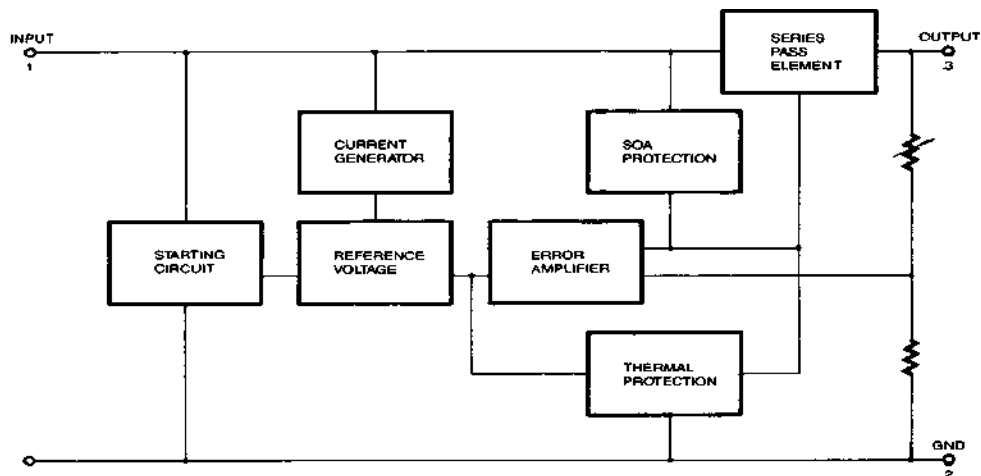 INPUT
1
SERIES
PASS
ELEMENT
OUTPUT
3
CURRENT
GENERATOR
SOA
PROTECTION
STARTING
CIRCUIT
REFERENCE
VOLTAGE
ERROR
AMPLIFIER
THERMAL
PROTECTION
GND
2